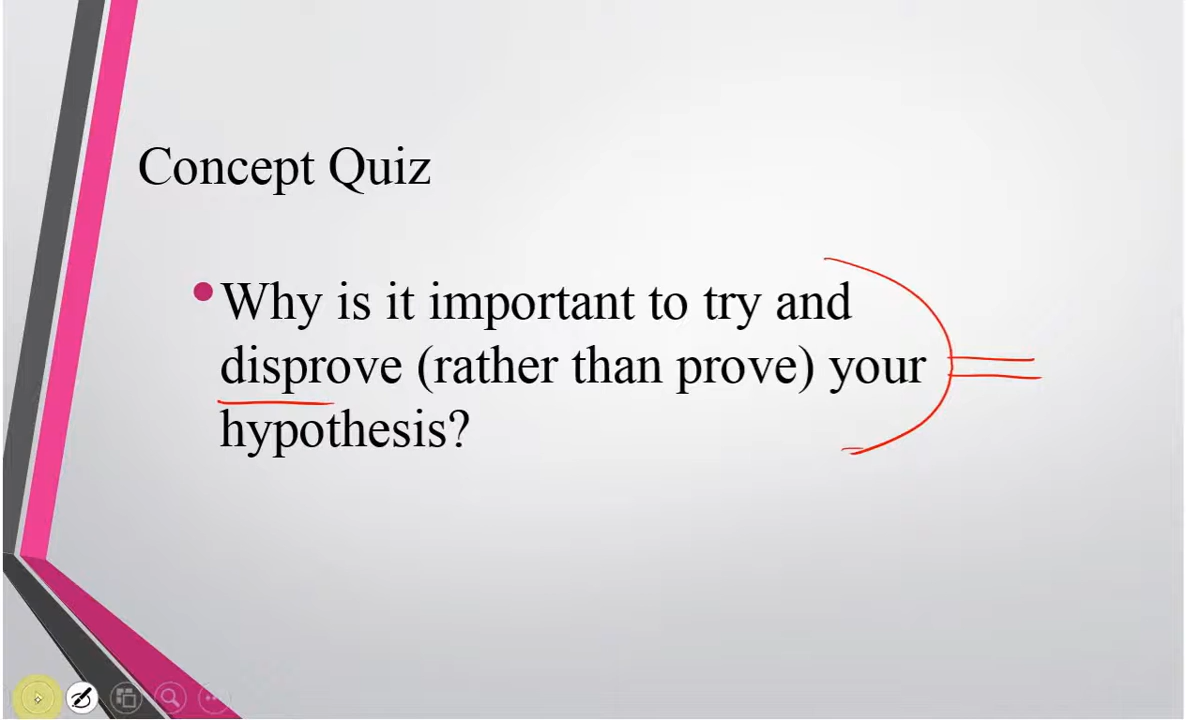 Concept Quiz
Why is it important to try and
disprove (rather than prove) your
hypothesis?